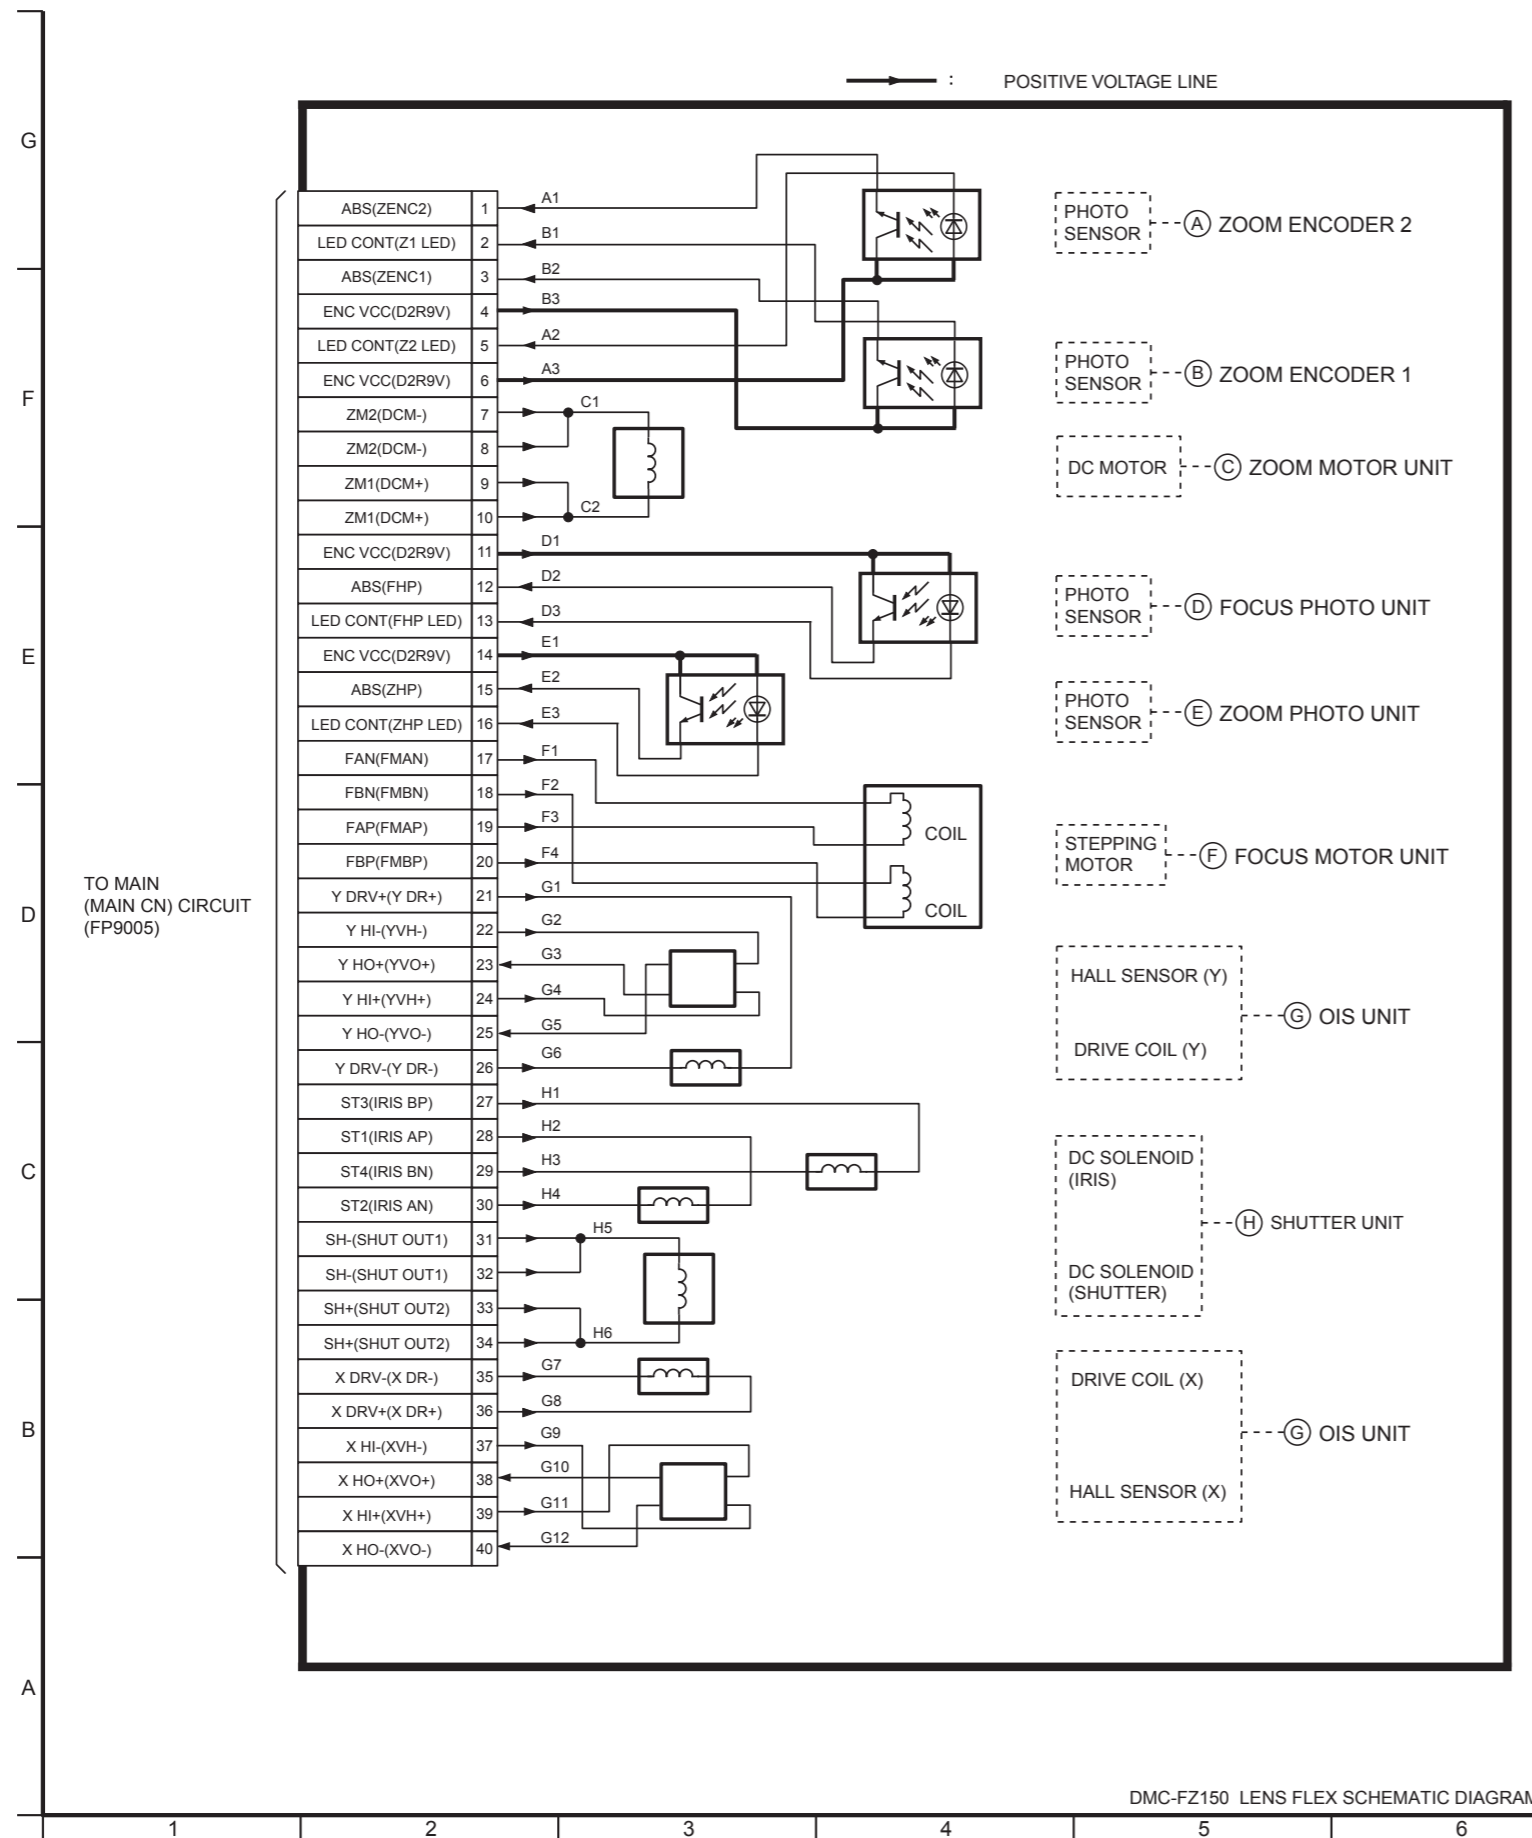 : POSITIVE VOLTAGE LINE
G
F
E
D
C
B
A
TO MAIN
(MAIN CN) CIRCUIT
(FP9005)
ABS(ZENC2) 1 A1
LED CONT(Z1 LED) 2 B1
ABS(ZENC1) 3 B2
ENC VCC(D2R9V) 4 B3
LED CONT(Z2 LED) 5 A2
ENC VCC(D2R9V) 6 A3
ZM2(DCM-) 7 C1
ZM2(DCM-) 8
ZM1(DCM+) 9
ZM1(DCM+) 10 C2
ENC VCC(D2R9V) 11 D1
ABS(FHP) 12 D2
LED CONT(FHP LED) 13 D3
ENC VCC(D2R9V) 14 E1
ABS(ZHP) 15 E2
LED CONT(ZHP LED) 16 E3
FAN(FMAN) 17 F1
FBN(FMBN) 18 F2
FAP(FMAP) 19 F3
FBP(FMBP) 20 F4
Y DRV+(Y DR+) 21 G1
Y HI-(YVH-) 22 G2
Y HO+(YVO+) 23 G3
Y HI+(YVH+) 24 G4
Y HO-(YVO-) 25 G5
Y DRV-(Y DR-) 26 G6
ST3(IRIS BP) 27 H1
ST1(IRIS AP) 28 H2
ST4(IRIS BN) 29 H3
ST2(IRIS AN) 30 H4
SH-(SHUT OUT1) 31 H5
SH-(SHUT OUT1) 32
SH+(SHUT OUT2) 33
SH+(SHUT OUT2) 34 H6
X DRV-(X DR-) 35 G7
X DRV+(X DR+) 36 G8
X HI-(XVH-) 37 G9
X HO+(XVO+) 38 G10
X HI+(XVH+) 39 G11
X HO-(XVO-) 40 G12
COIL
COIL
PHOTO
SENSOR
A ZOOM ENCODER 2
PHOTO
SENSOR
B ZOOM ENCODER 1
DC MOTOR
C ZOOM MOTOR UNIT
PHOTO
SENSOR
D FOCUS PHOTO UNIT
PHOTO
SENSOR
E ZOOM PHOTO UNIT
STEPPING
MOTOR
F FOCUS MOTOR UNIT
HALL SENSOR (Y)
G OIS UNIT
DRIVE COIL (Y)
DC SOLENOID
(IRIS)
H SHUTTER UNIT
DC SOLENOID
(SHUTTER)
DRIVE COIL (X)
G OIS UNIT
HALL SENSOR (X)
DMC-FZ150 LENS FLEX SCHEMATIC DIAGRAM
1 2 3 4 5 6